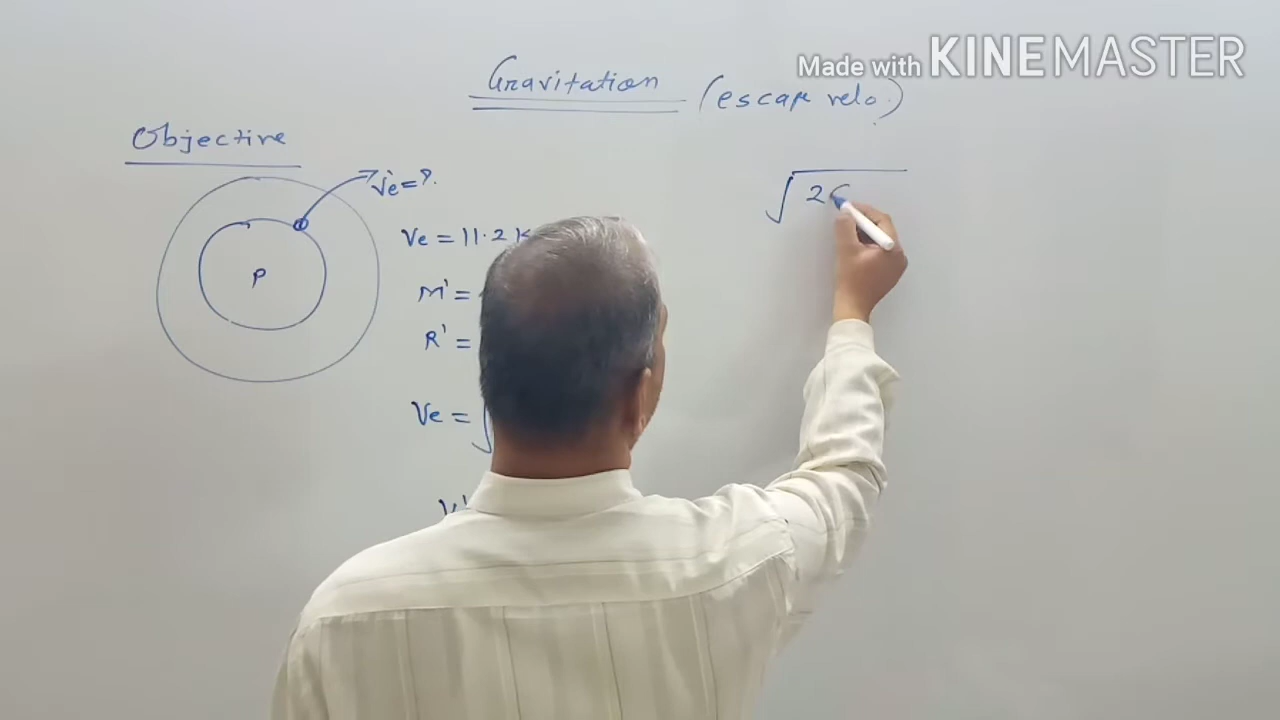 Made with KINEMASTER
Gravitation (escape velo.)
Objective
Ve' = ?
P
Ve = 11.2 K
M' =
R' =
Ve = √
V'
√2G